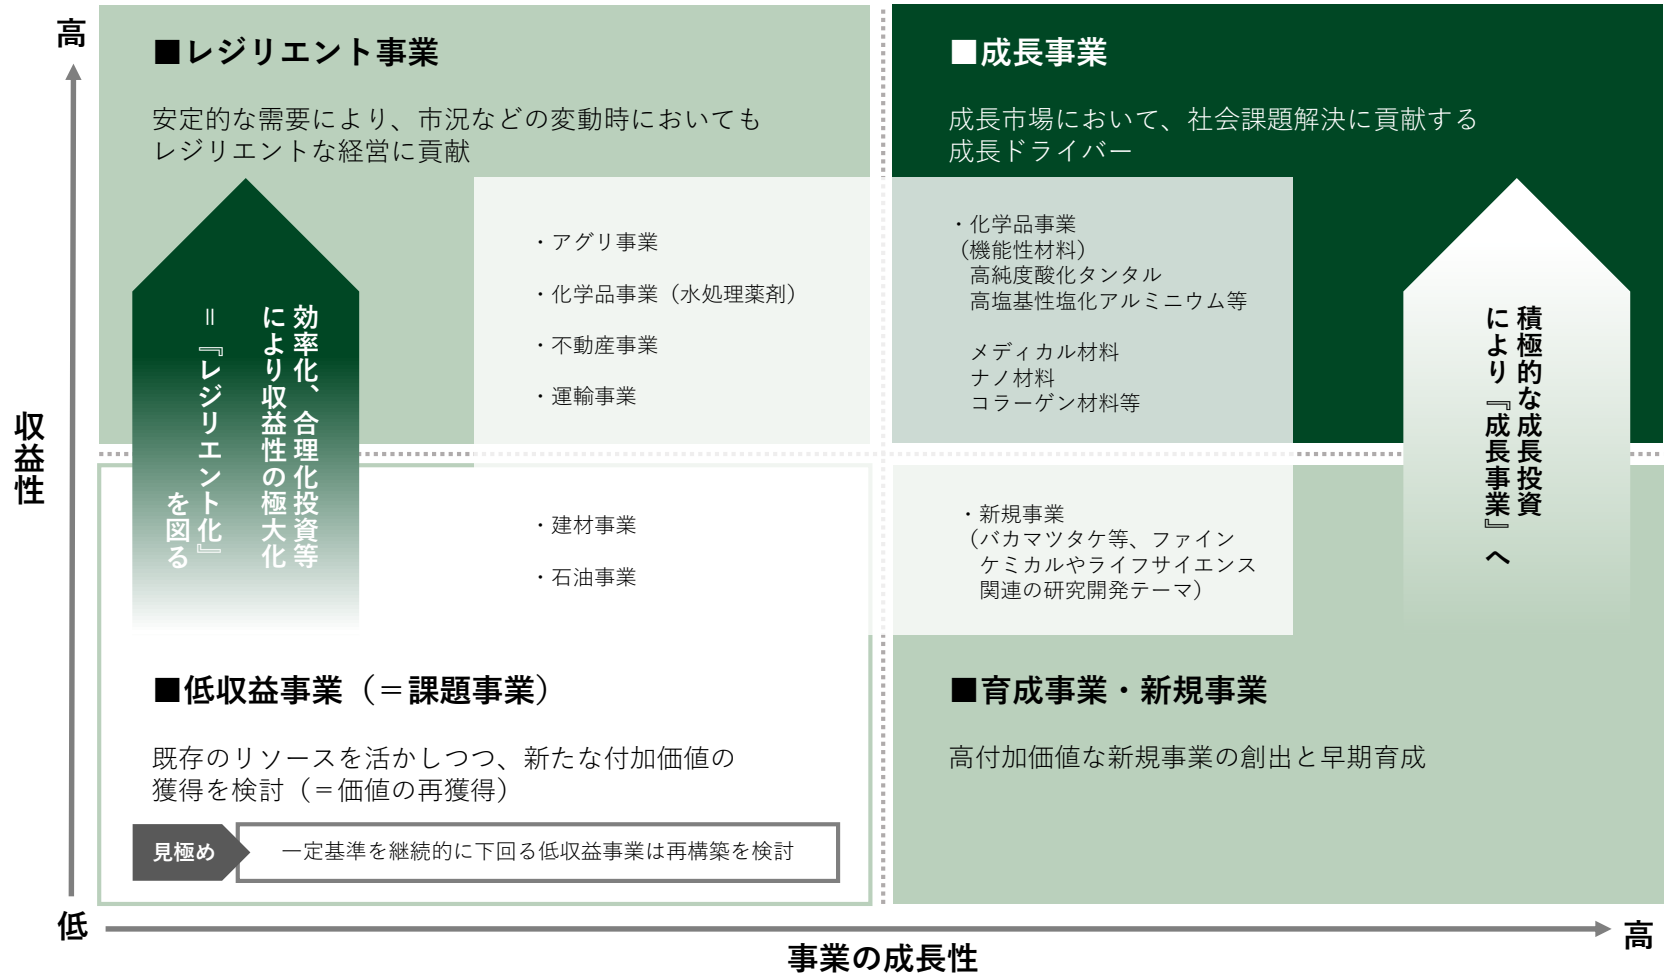 高
■レジリエント事業
安定的な需要により、市況などの変動時においても
レジリエントな経営に貢献
・アグリ事業
・化学品事業（水処理薬剤）
・不動産事業
・運輸事業
効率化、合理化投資等
により収益性の極大化
＝『レジリエント化』
を図る
■成長事業
成長市場において、社会課題解決に貢献する
成長ドライバー
・化学品事業
（機能性材料）
高純度酸化タンタル
高塩基性塩化アルミニウム等
メディカル材料
ナノ材料
コラーゲン材料等
積極的な成長投資
により『成長事業』へ
収益性
・建材事業
・石油事業
■低収益事業（＝課題事業）
既存のリソースを活かしつつ、新たな付加価値の
獲得を検討（＝価値の再獲得）
見極め
一定基準を継続的に下回る低収益事業は再構築を検討
・新規事業
（バカマツタケ等、ファイン
ケミカルやライフサイエンス
関連の研究開発テーマ）
■育成事業・新規事業
高付加価値な新規事業の創出と早期育成
低
高
事業の成長性